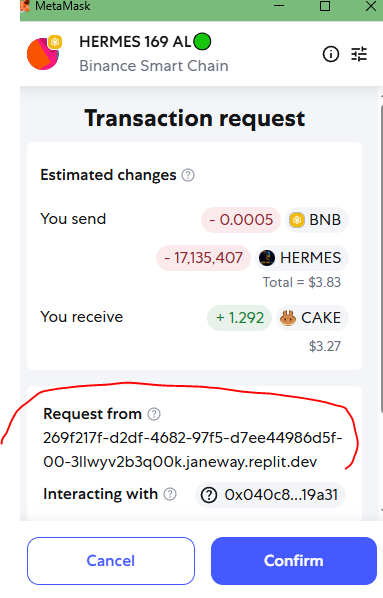 MetaMask
HERMES 169 AL
Binance Smart Chain
Transaction request
Estimated changes
You send
- 0.0005 BNB
- 17,135,407 HERMES
Total = $3.83
You receive
+ 1.292 CAKE
$3.27
Request from
269f217f-d2df-4682-97f5-d7ee44986d5f-
00-3llwyv2b3q00k.janeway.replit.dev
Interacting with
0x040c8...19a31
Cancel
Confirm